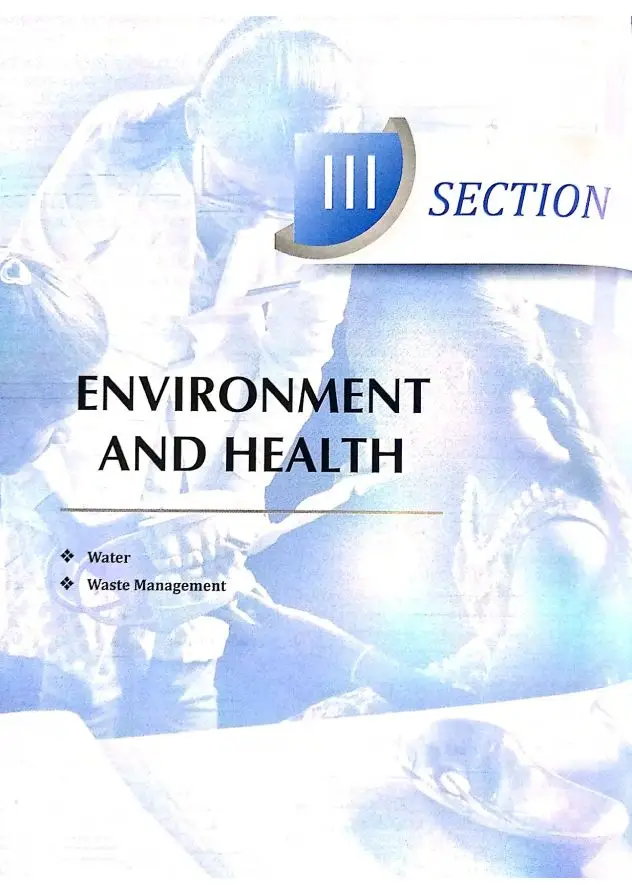 III
SECTION
ENVIRONMENT
AND HEALTH
❖ Water
❖ Waste Management